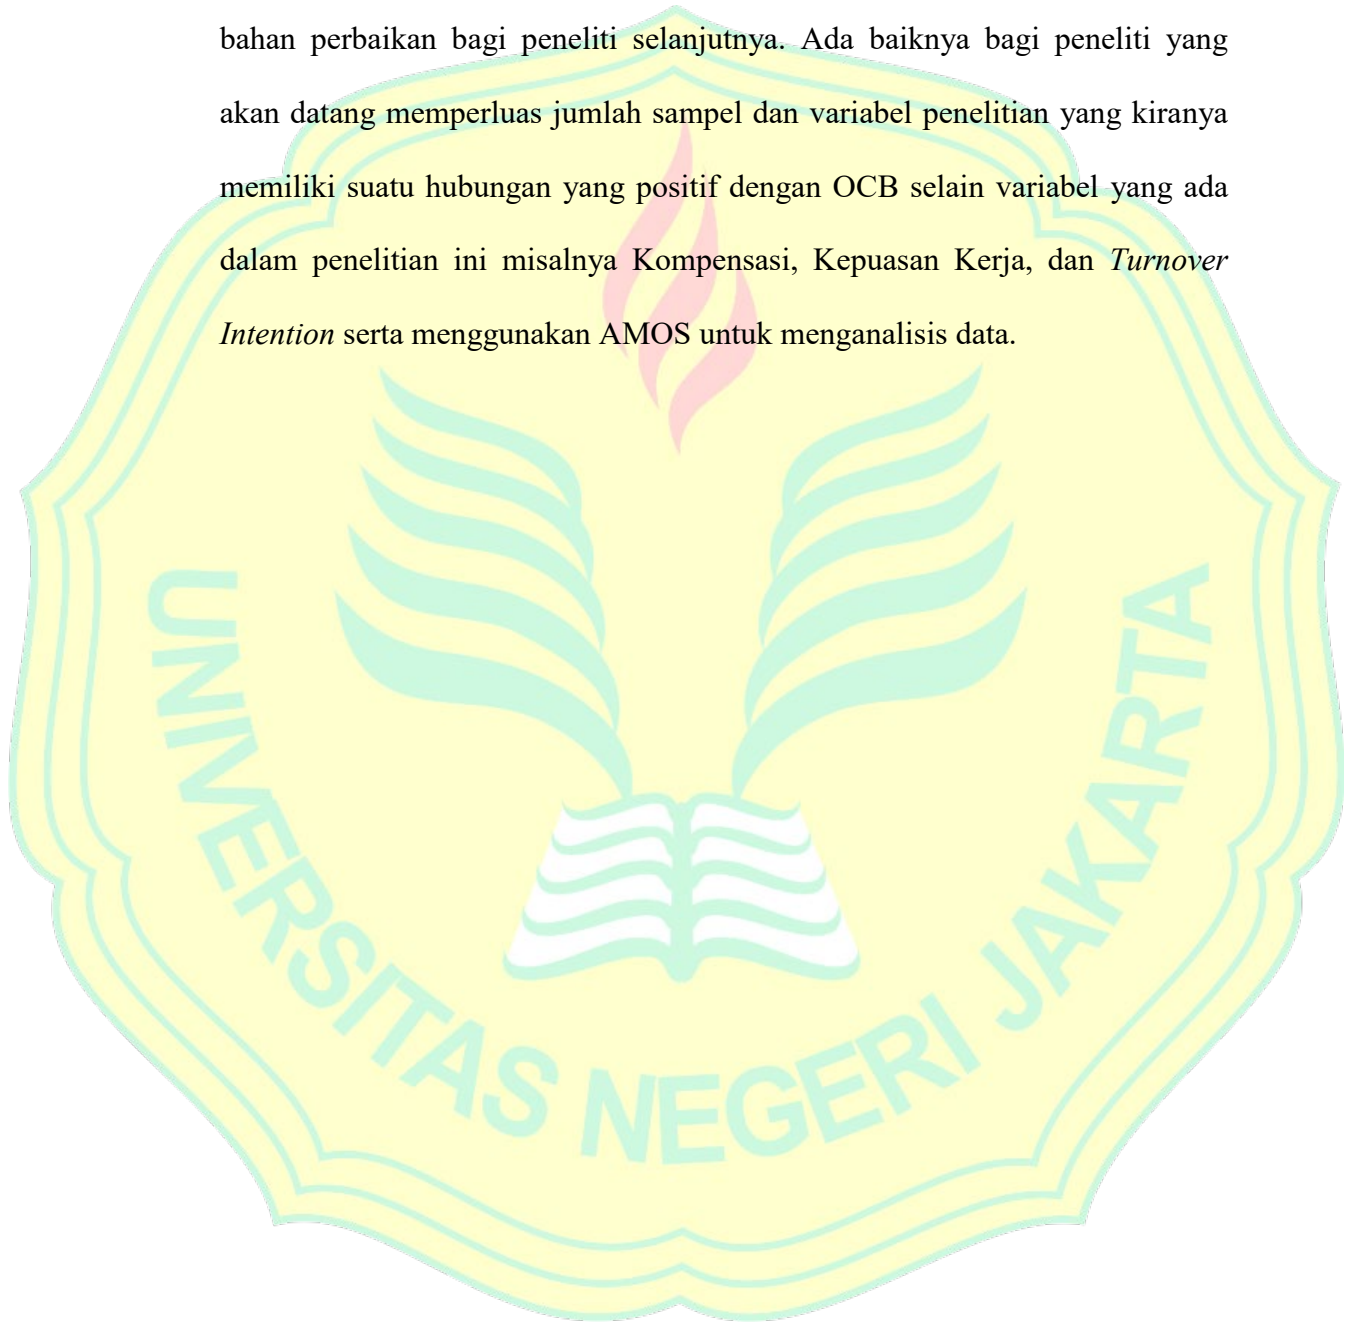 bahan perbaikan bagi peneliti selanjutnya. Ada baiknya bagi peneliti yang
akan datang memperluas jumlah sampel dan variabel penelitian yang kiranya
memiliki suatu hubungan yang positif dengan OCB selain variabel yang ada
dalam penelitian ini misalnya Kompensasi, Kepuasan Kerja, dan Turnover
Intention serta menggunakan AMOS untuk menganalisis data.
UNIVERSITAS NEGERI JAKARTA